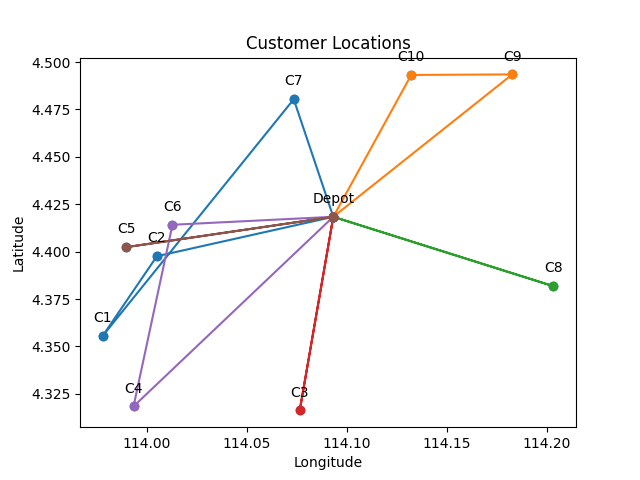 Customer Locations
4.500
4.475
4.450
4.425
4.400
4.375
4.350
4.325
Latitude
C10
C9
C7
Depot
C6
C5
C2
C8
C1
C4
C3
114.00
114.05
114.10
114.15
114.20
Longitude